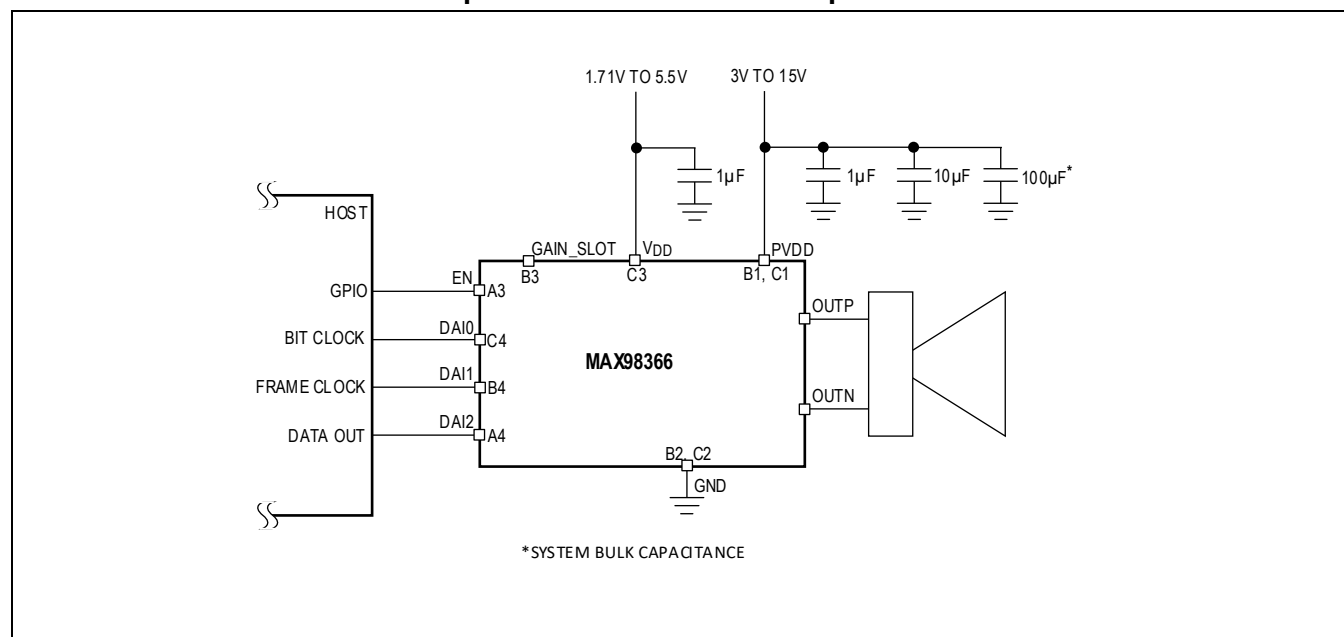 1.71V TO 5.5V
3V TO 15V
1µF
1µF
10µF
100µF*
HOST
GAIN_SLOT
VDD
PVDD
B3
C3
B1, C1
GPIO
EN
A3
OUTP
BIT CLOCK
DAI0
C4
MAX98366
FRAME CLOCK
DAI1
B4
OUTN
DATA OUT
DAI2
A4
B2, C2
GND
*SYSTEM BULK CAPACITANCE